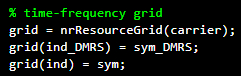 % time-frequency grid
grid = nrResourceGrid(carrier);
grid(ind_DMRS) = sym_DMRS;
grid(ind) = sym;